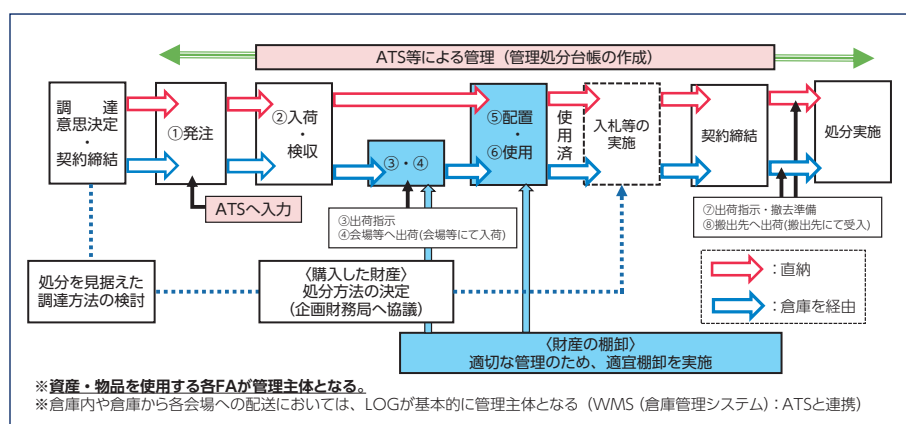 ATS等による管理（管理処分台帳の作成）
調　達
意思決定
・
契約締結
①発注
②入荷
・
検収
③・④
⑤配置
・
⑥使用
使用済
入札等の
実施
契約締結
処分実施
ATSへ入力
③出荷指示
④会場等へ出荷(会場等にて入荷)
⑦出荷指示・撤去準備
⑧搬出先へ出荷(搬出先にて受入)
処分を見据えた
調達方法の検討
〈購入した財産〉
処分方法の決定
(企画財務局へ協議)
：直納
：倉庫を経由
〈財産の棚卸〉
適切な管理のため、適宜棚卸を実施
※資産・物品を使用する各FAが管理主体となる。
※倉庫内や倉庫から各会場への配送においては、LOGが基本的に管理主体となる（WMS（倉庫管理システム）：ATSと連携）